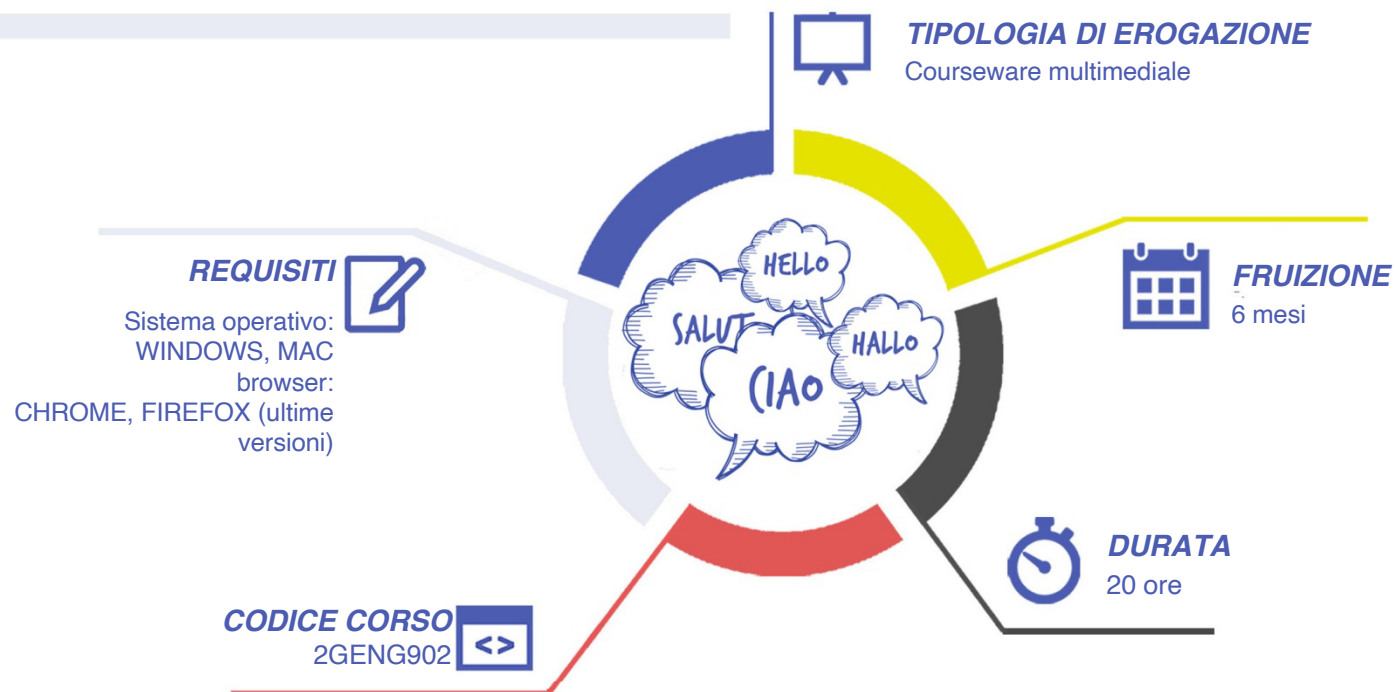 TIPOLOGIA DI EROGAZIONE
Courseware multimediale
REQUISITI
Sistema operativo:
WINDOWS, MAC
browser:
CHROME, FIREFOX (ultime
versioni)
HELLO
SALUT
HALLO
CIAO
FRUIZIONE
6 mesi
DURATA
20 ore
CODICE CORSO
2GENG902
<>